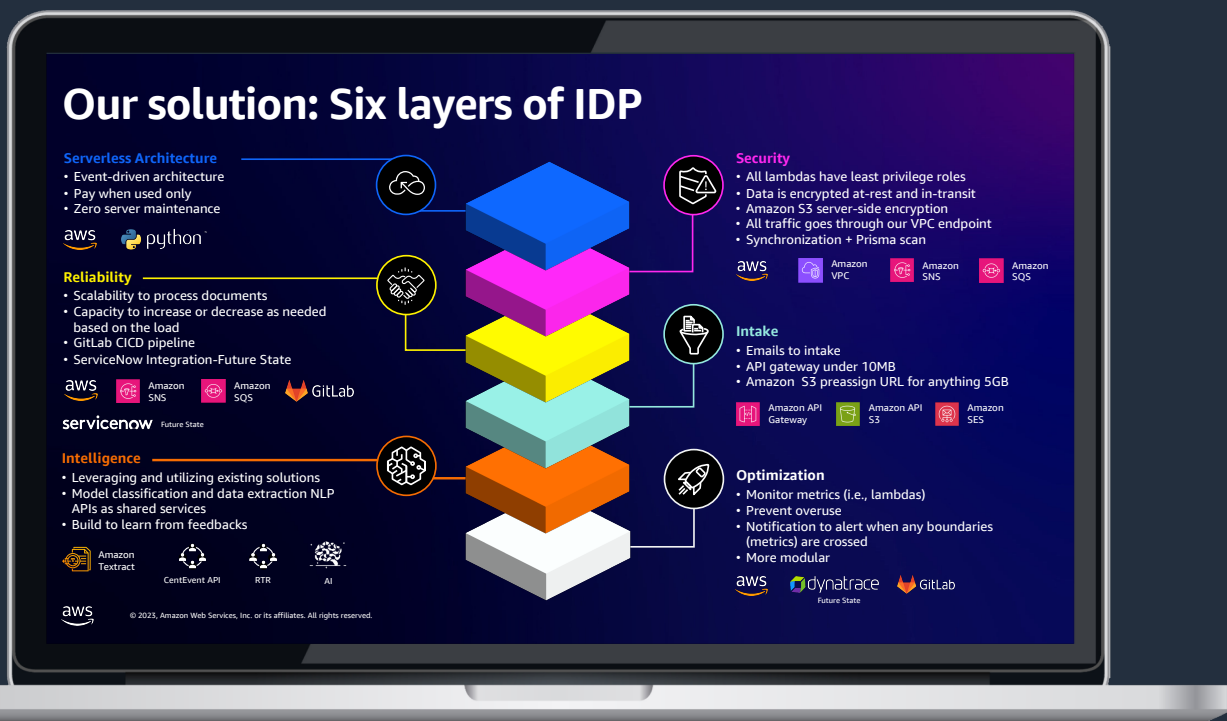 Our solution: Six layers of IDP
Serverless Architecture
• Event-driven architecture
• Pay when used only
• Zero server maintenance
aws
python
Reliability
• Scalability to process documents
• Capacity to increase or decrease as needed
based on the load
• GitLab CICD pipeline
• ServiceNow Integration-Future State
aws
Amazon
SNS
Amazon
SQS
GitLab
servicenow
Future State
Intelligence
• Leveraging and utilizing existing solutions
• Model classification and data extraction NLP
APIs as shared services
• Build to learn from feedbacks
Amazon
Textract
CentEvent API
RTR
AI
Security
• All lambdas have least privilege roles
• Data is encrypted at-rest and in-transit
• Amazon S3 server-side encryption
• All traffic goes through our VPC endpoint
• Synchronization + Prisma scan
aws
Amazon
VPC
Amazon
SNS
Amazon
SQS
Intake
• Emails to intake
• API gateway under 10MB
• Amazon S3 preassign URL for anything 5GB
Amazon API
Gateway
Amazon API
S3
Amazon
SES
Optimization
• Monitor metrics (i.e., lambdas)
• Prevent overuse
• Notification to alert when any boundaries
(metrics) are crossed
• More modular
aws
dynatrace
Future State
GitLab
aws
© 2023, Amazon Web Services, Inc. or its affiliates. All rights reserved.